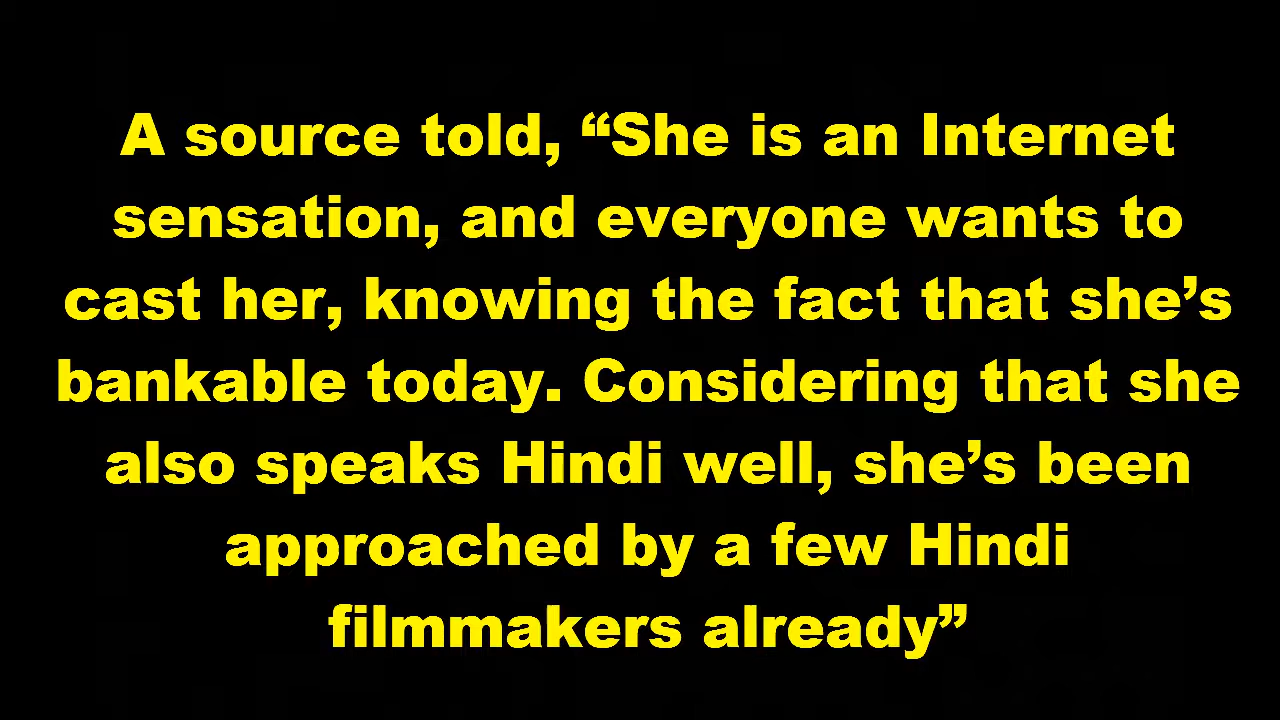 A source told, “She is an Internet
sensation, and everyone wants to
cast her, knowing the fact that she’s
bankable today. Considering that she
also speaks Hindi well, she’s been
approached by a few Hindi
filmmakers already”